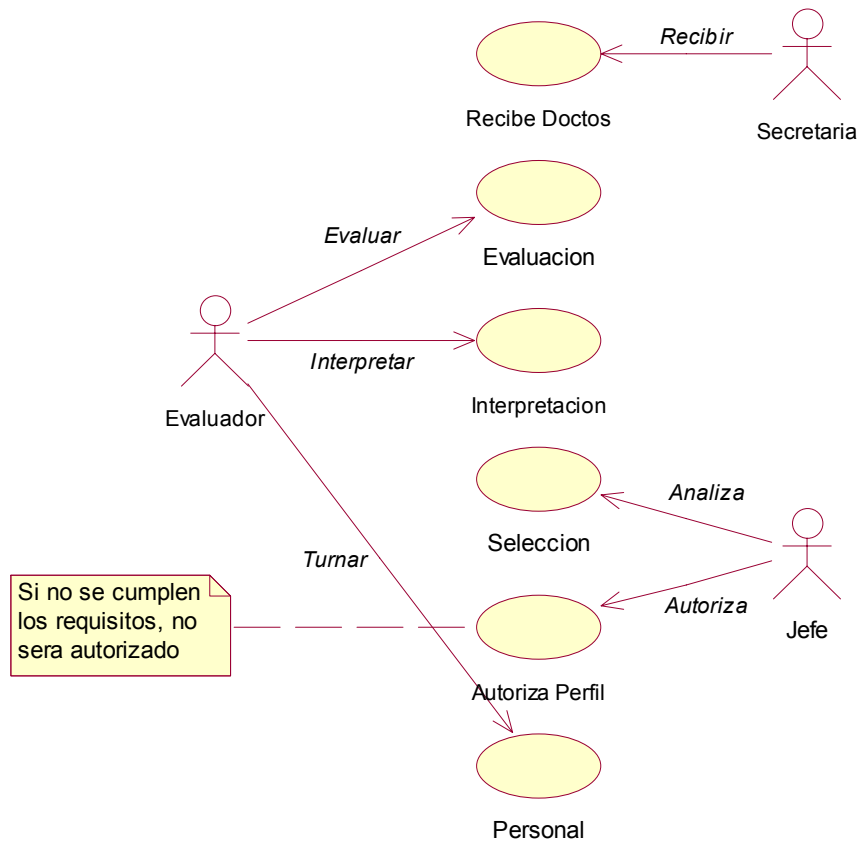 Recibir
Recibe Doctos
Secretaria
Evaluar
Evaluacion
Interpretar
Interpretacion
Evaluador
Analiza
Seleccion
Turnar
Si no se cumplen
los requisitos, no
sera autorizado
Autoriza
Jefe
Autoriza Perfil
Personal